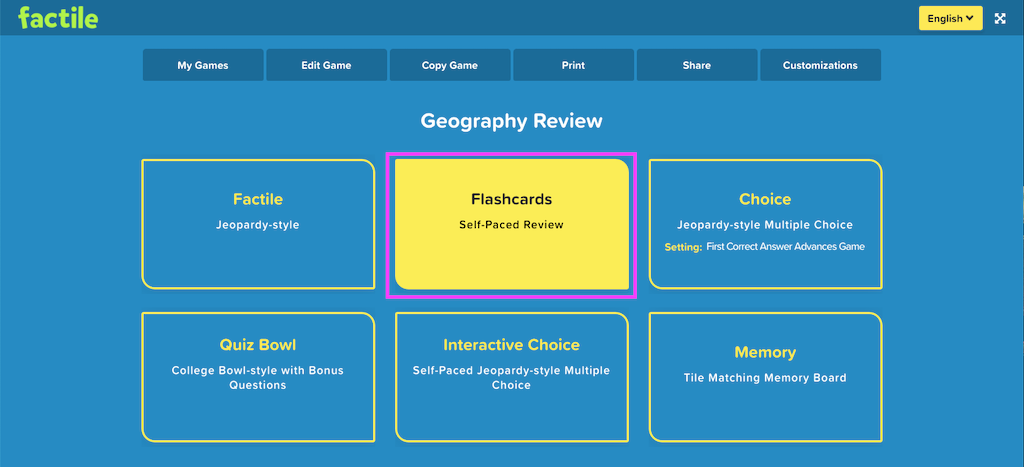 factile
English
My Games
Edit Game
Copy Game
Print
Share
Customizations
Geography Review
Factile
Jeopardy-style
Flashcards
Self-Paced Review
Choice
Jeopardy-style Multiple Choice
Setting: First Correct Answer Advances Game
Quiz Bowl
College Bowl-style with Bonus
Questions
Interactive Choice
Self-Paced Jeopardy-style Multiple
Choice
Memory
Tile Matching Memory Board